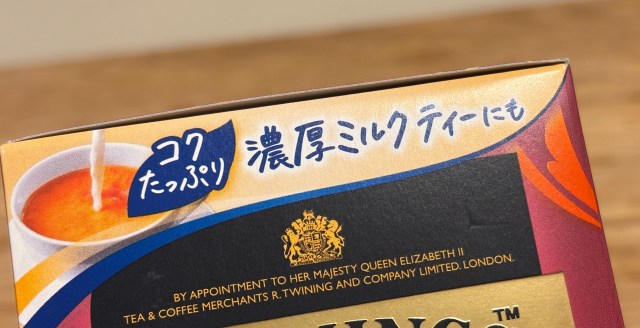 コク
たっぷり
濃厚ミルクティーにも
BY APPOINTMENT TO HER MAJESTY QUEEN ELIZABETH II
TEA & COFFEE MERCHANTS R. TWINING AND COMPANY LIMITED. LONDON.
TM